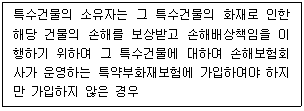 특수건물의 소유자는 그 특수건물의 화재로 인한
해당 건물의 손해를 보상받고 손해배상책임을 이
행하기 위하여 그 특수건물에 대하여 손해보험회
사가 운영하는 특약부화재보험에 가입하여야 하지
만 가입하지 않은 경우